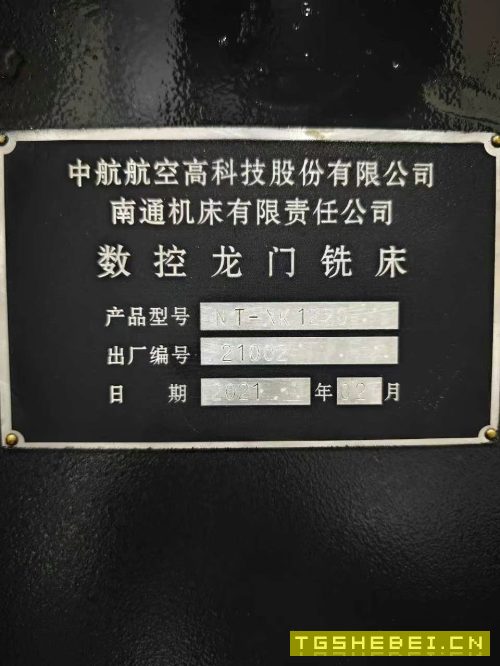 中航航空高科技股份有限公司
南通机床有限责任公司
数控龙门铣床
产品型号
出厂编号 21002
日期 2021 年 02 月
TGSHEBEI.CN